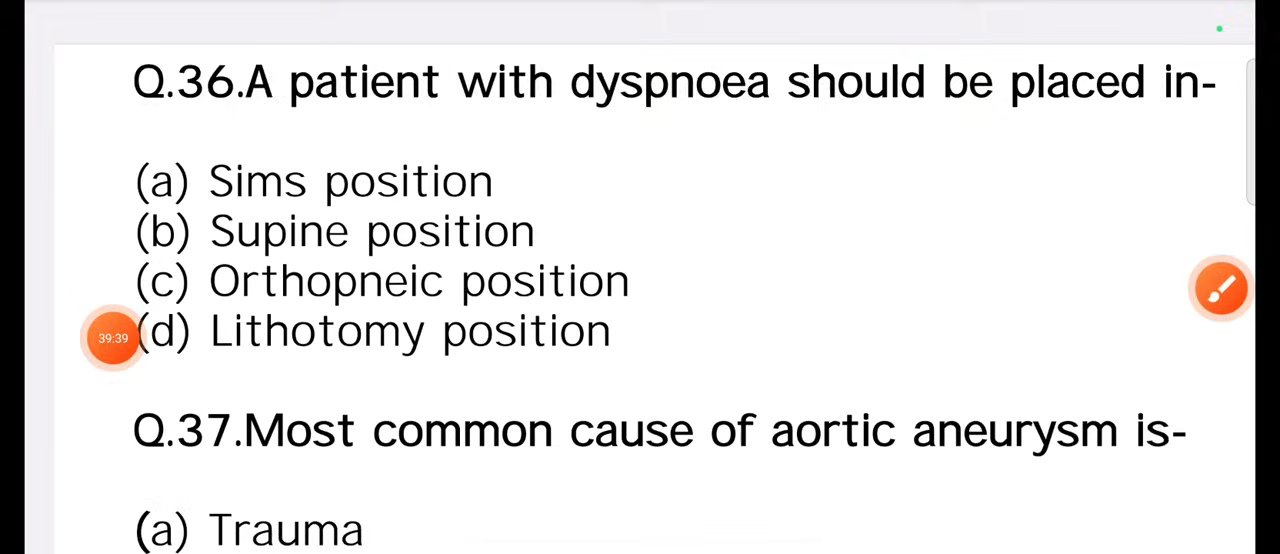 Q.36.A patient with dyspnoea should be placed in-
(a) Sims position
(b) Supine position
(c) Orthopneic position
39:39
(d) Lithotomy position
Q.37.Most common cause of aortic aneurysm is-
(a) Trauma